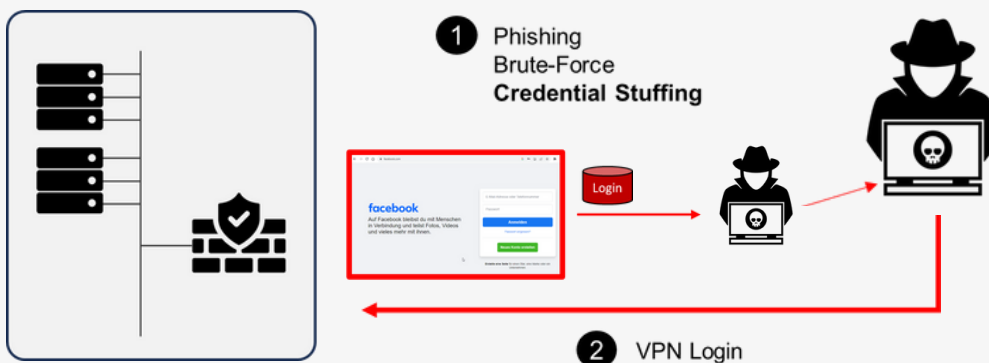 1 Phishing
Brute-Force
Credential Stuffing
facebook
Auf Facebook bleibst du mit Menschen
in Verbindung und teilst Fotos, Videos
und vieles mehr mit ihnen.
Anmelden
Neues Konto erstellen
Login
2 VPN Login